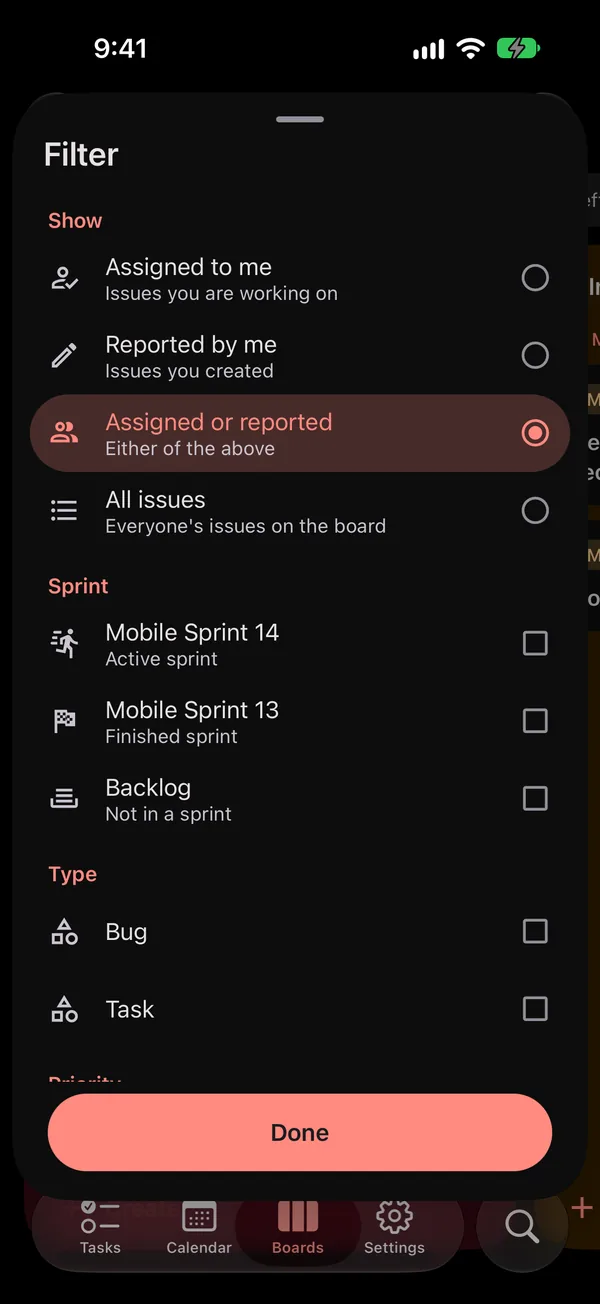 9:41
Filter
Show
Assigned to me
Issues you are working on
Reported by me
Issues you created
Assigned or reported
Either of the above
All issues
Everyone's issues on the board
Sprint
Mobile Sprint 14
Active sprint
Mobile Sprint 13
Finished sprint
Backlog
Not in a sprint
Type
Bug
Task
Priority
Done
Tasks
Calendar
Boards
Settings